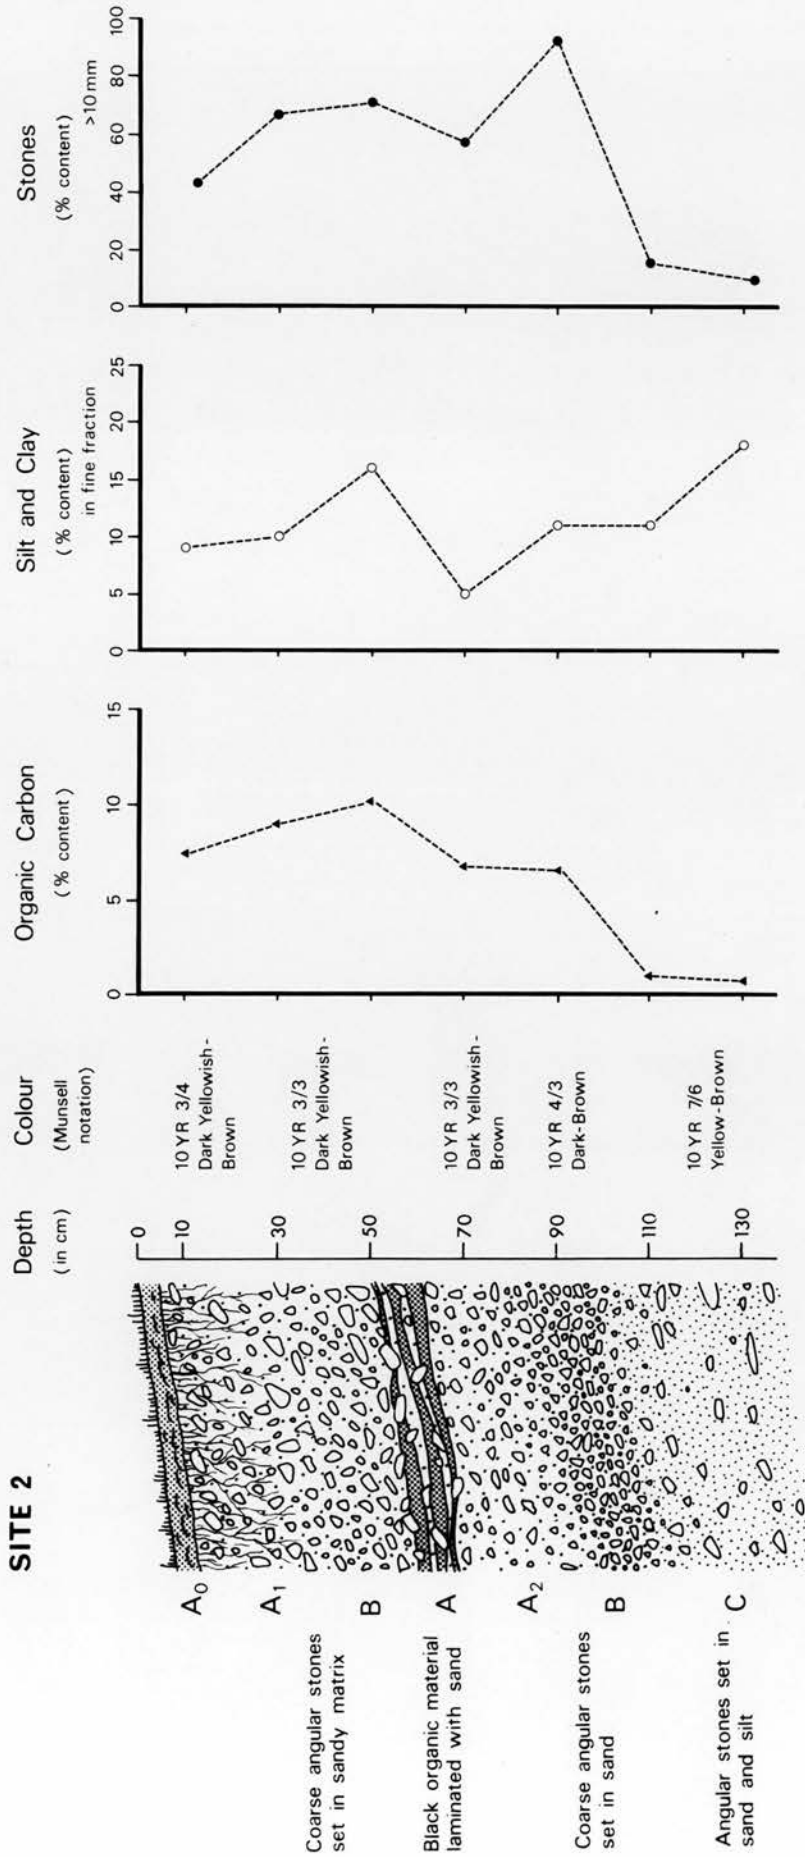 SITE 2
Depth
(in cm)
Colour
(Munsell
notation)
Organic Carbon
(% content)
Silt and Clay
(% content)
in fine fraction
Stones
(% content)
>10 mm
0
5
10
15
0
5
10
15
20
25
0
20
40
60
80
100
A0
A1
B
A
A2
B
C
Coarse angular stones
set in sandy matrix
Black organic material
laminated with sand
Coarse angular stones
set in sand
Angular stones set in
sand and silt
0
10
30
50
70
90
110
130
10 YR 3/4
Dark Yellowish-
Brown
10 YR 3/3
Dark Yellowish-
Brown
10 YR 3/3
Dark Yellowish-
Brown
10 YR 4/3
Dark-Brown
10 YR 7/6
Yellow-Brown